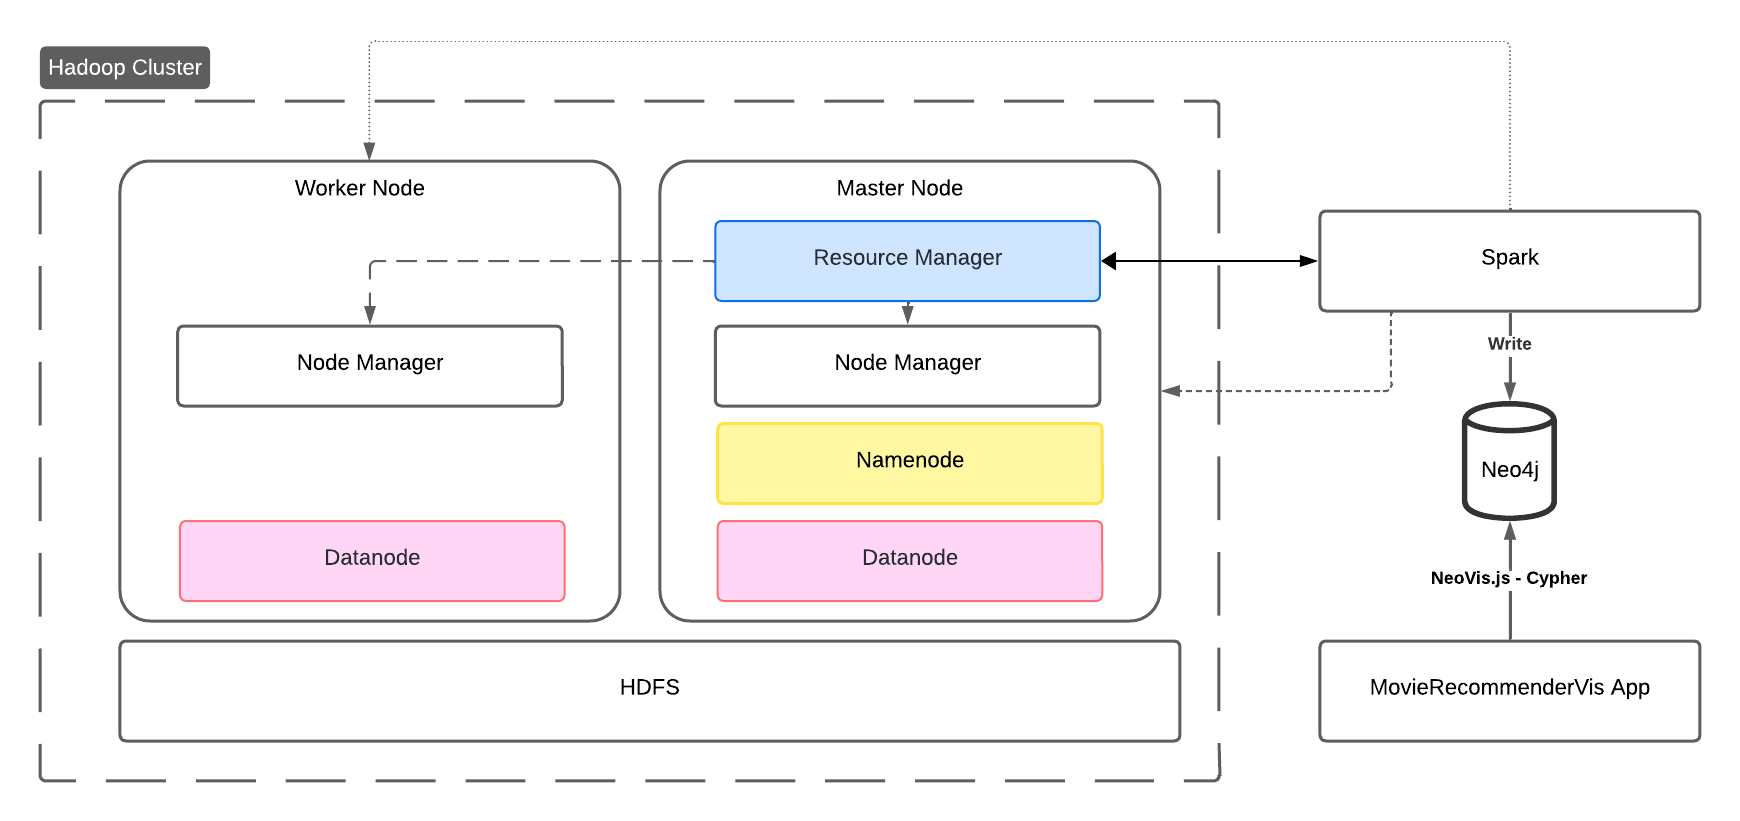 Hadoop Cluster
Worker Node
Master Node
Resource Manager
Spark
Node Manager
Node Manager
Write
Namenode
Neo4j
Datanode
Datanode
NeoVis.js - Cypher
HDFS
MovieRecommenderVis App